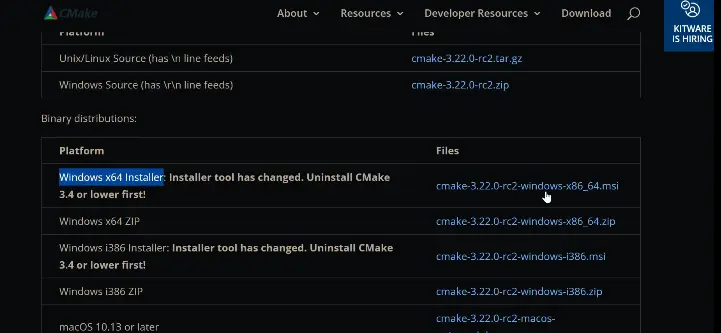 CMake
About
Resources
Developer Resources
Download
KITWARE
IS HIRING
Platform
Files
Unix/Linux Source (has \n line feeds)
cmake-3.22.0-rc2.tar.gz
Windows Source (has \r\n line feeds)
cmake-3.22.0-rc2.zip
Binary distributions:
Platform
Files
Windows x64 Installer: Installer tool has changed. Uninstall CMake
3.4 or lower first!
cmake-3.22.0-rc2-windows-x86_64.msi
Windows x64 ZIP
cmake-3.22.0-rc2-windows-x86_64.zip
Windows i386 Installer: Installer tool has changed. Uninstall CMake
3.4 or lower first!
cmake-3.22.0-rc2-windows-i386.msi
Windows i386 ZIP
cmake-3.22.0-rc2-windows-i386.zip
macOS 10.13 or later
cmake-3.22.0-rc2-macos-